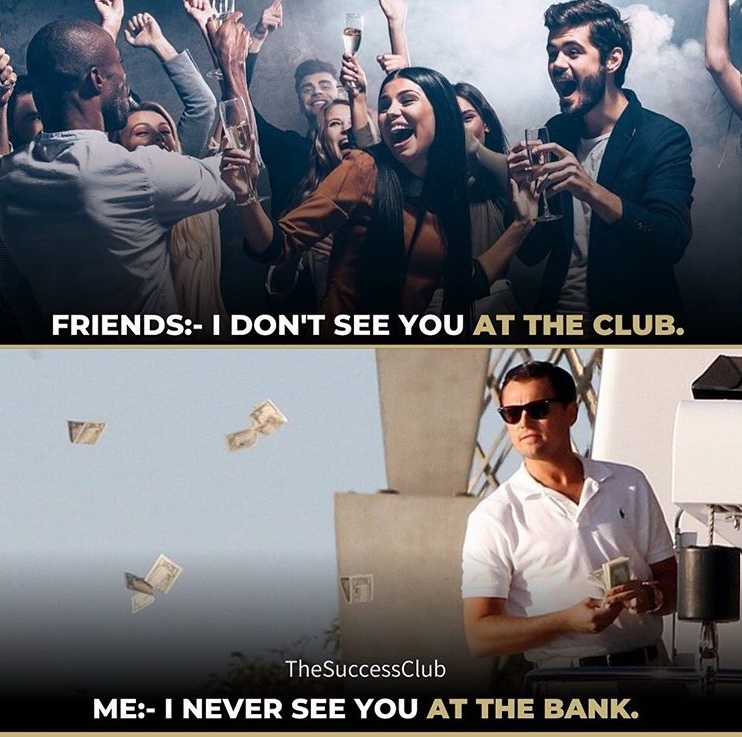 FRIENDS:- I DON'T SEE YOU AT THE CLUB.
TheSuccessClub
ME:- I NEVER SEE YOU AT THE BANK.